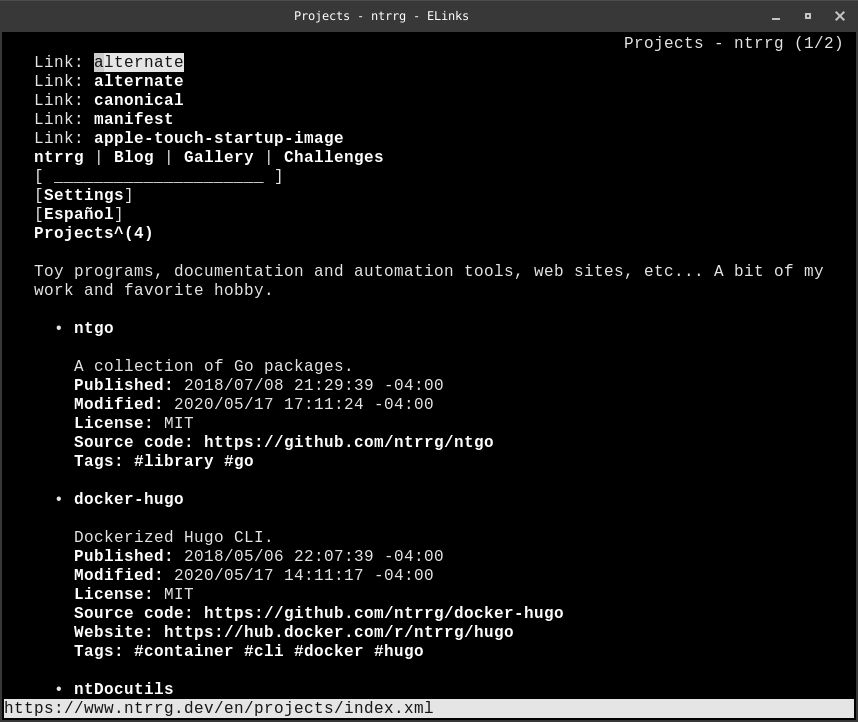 Projects - ntrrg - ELinks
Projects - ntrrg (1/2)
Link: alternate
Link: alternate
Link: canonical
Link: manifest
Link: apple-touch-startup-image
ntrrg | Blog | Gallery | Challenges
[ _____________________ ]
[Settings]
[Español]
Projects^(4)
Toy programs, documentation and automation tools, web sites, etc... A bit of my
work and favorite hobby.
• ntgo
A collection of Go packages.
Published: 2018/07/08 21:29:39 -04:00
Modified: 2020/05/17 17:11:24 -04:00
License: MIT
Source code: https://github.com/ntrrg/ntgo
Tags: #library #go
• docker-hugo
Dockerized Hugo CLI.
Published: 2018/05/06 22:07:39 -04:00
Modified: 2020/05/17 14:11:17 -04:00
License: MIT
Source code: https://github.com/ntrrg/docker-hugo
Website: https://hub.docker.com/r/ntrrg/hugo
Tags: #container #cli #docker #hugo
• ntDocutils
https://www.ntrrg.dev/en/projects/index.xml